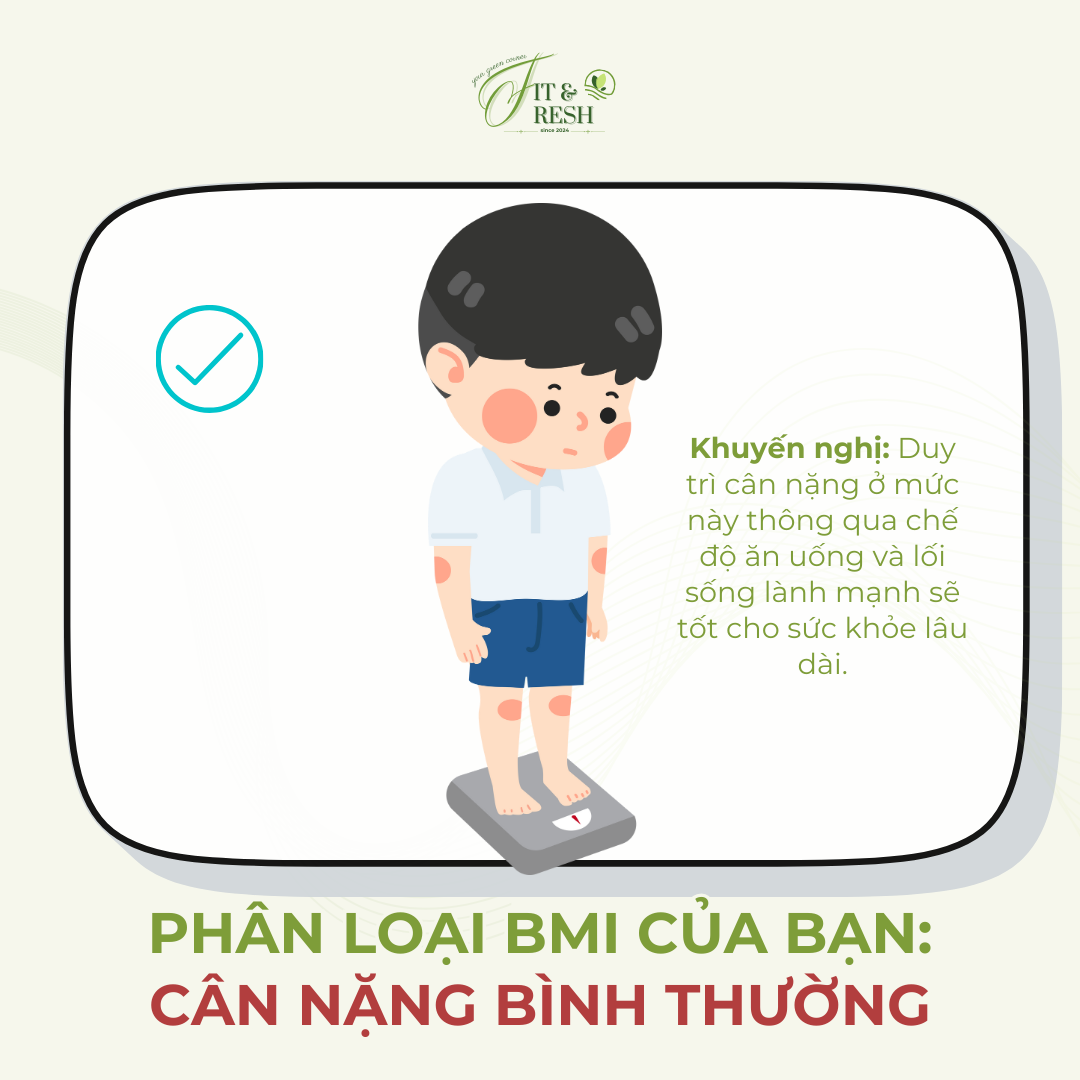 your green corner
FIT &
RESH
since 2024
Khuyến nghị: Duy
trì cân nặng ở mức
này thông qua chế
độ ăn uống và lối
sống lành mạnh sẽ
tốt cho sức khỏe lâu
dài.
PHÂN LOẠI BMI CỦA BẠN:
CÂN NẶNG BÌNH THƯỜNG